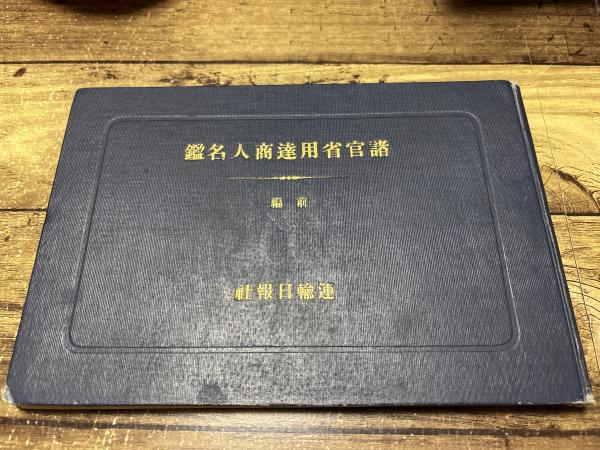 諸官省用達商人名鑑
前編
運輸日報社